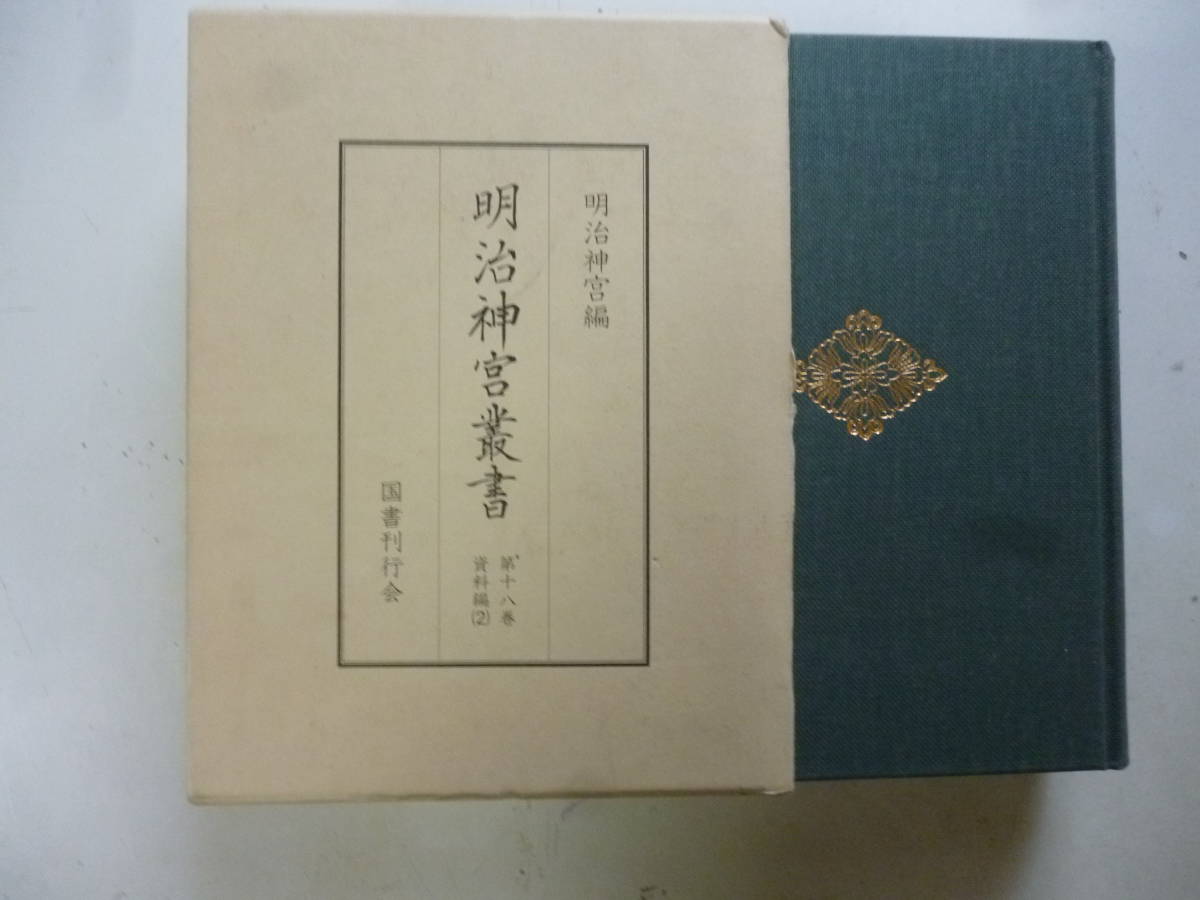 明治神宮編
明治神宮叢書
第十八巻
資料編(2)
国書刊行会